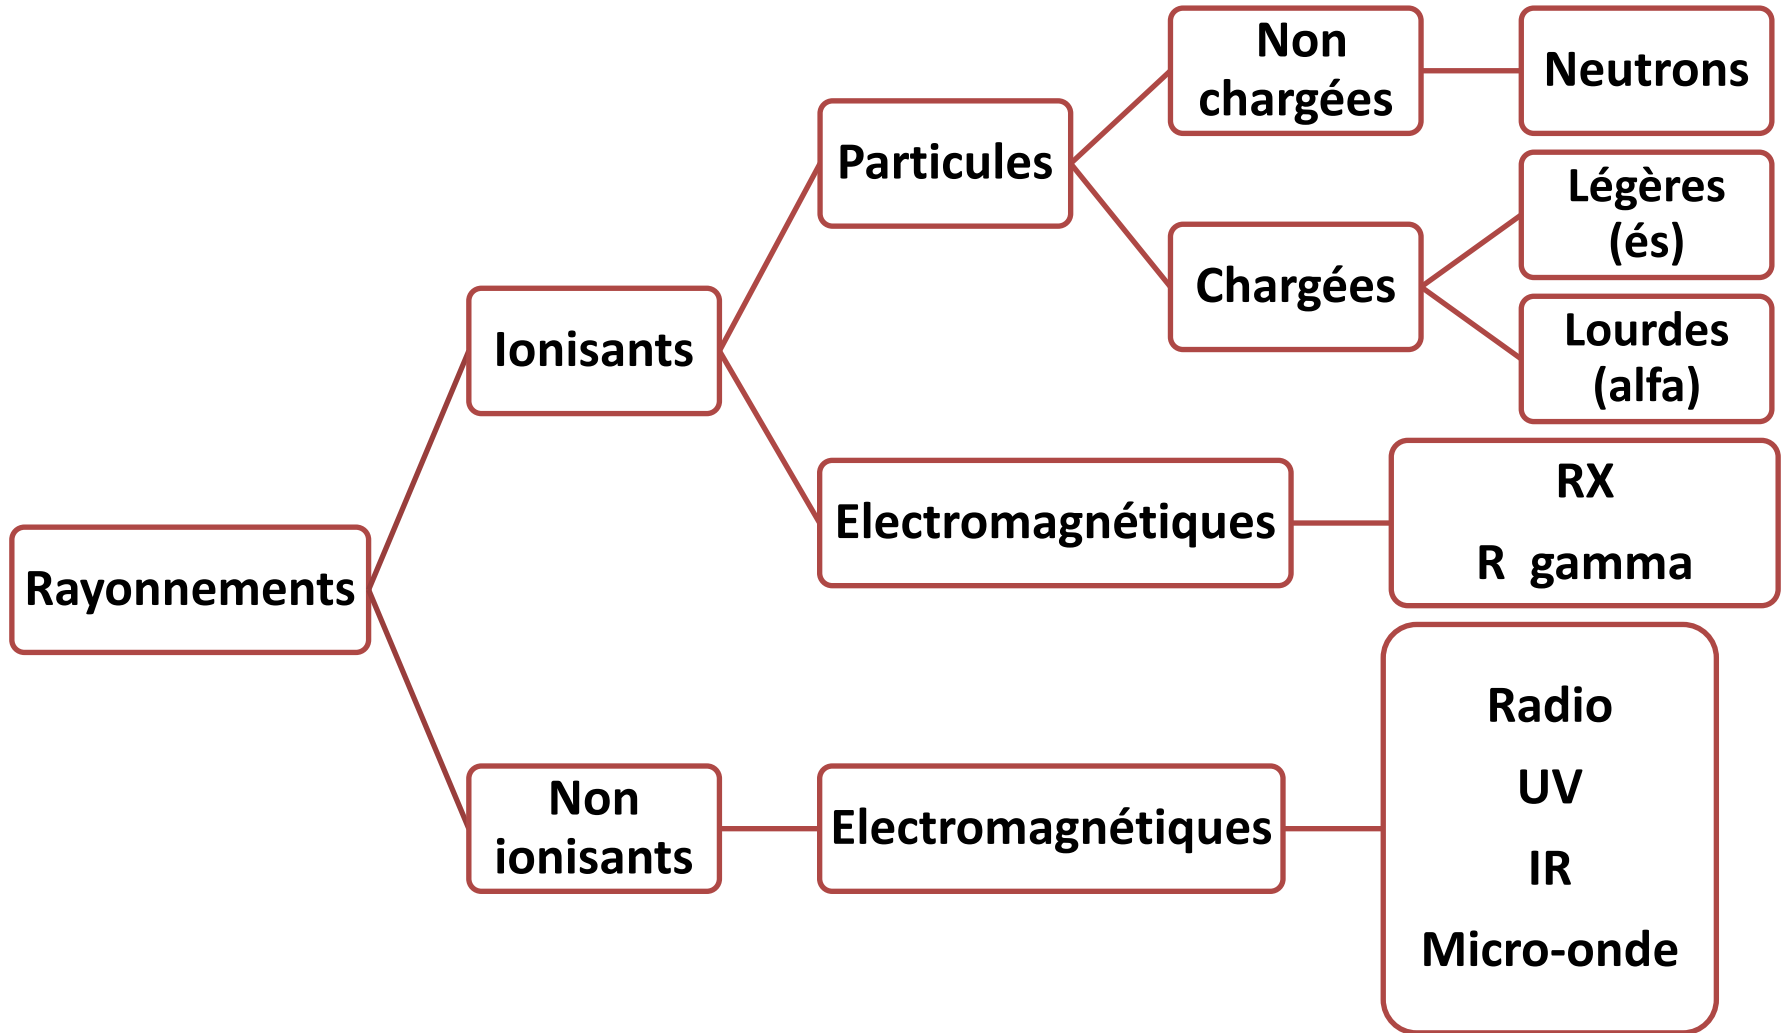 Rayonnements
Ionisants
Particules
Non
chargées
Neutrons
Chargées
Légères
(és)
Lourdes
(alfa)
Electromagnétiques
RX
R  gamma
Non
ionisants
Electromagnétiques
Radio
UV
IR
Micro-onde